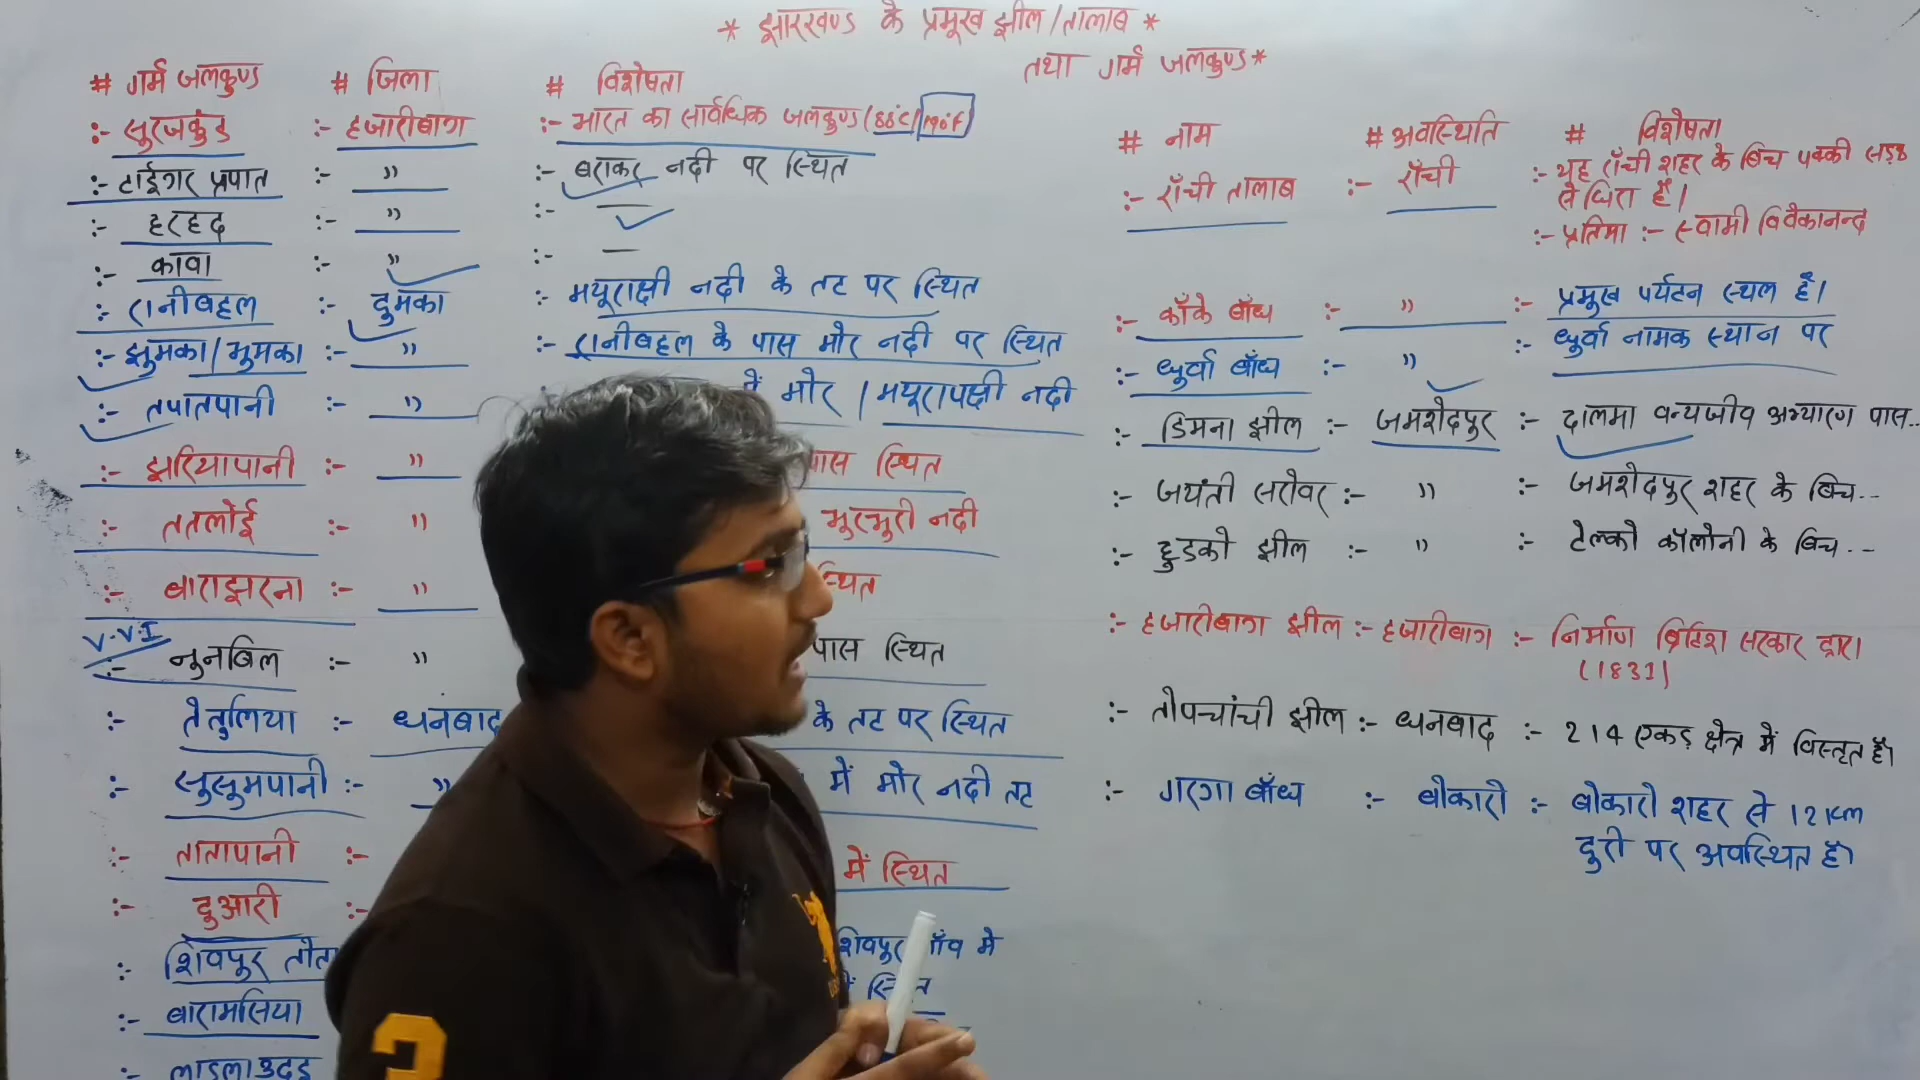 * झारखण्ड के प्रमुख झील/तालाब *
तथा गर्म जलकुण्ड *
# गर्म जलकुण्ड # जिला # विशेषता
:- सूरजकुंड :- हजारीबाग :- भारत का सार्वधिक जलकुण्ड (88°C/190°F)
:- टाईगर प्रपात :- " :- बराकर नदी पर स्थित
:- हरहद :- " :- —
:- कावा :- " :- —
:- रानीबहल :- दुमका :- मयूराक्षी नदी के तट पर स्थित
:- झुमका/भुमका :- " :- रानीबहल के पास मोर नदी पर स्थित
:- तपातपानी :- " में मोर / मयूरापक्षी नदी
:- झरियापानी :- " पास स्थित
:- ततलोई :- " भुरभुरी नदी
:- बाराझरना :- " स्थित
V.V.I
:- नुनबिल :- " पास स्थित
:- तेतुलिया :- धनबाद के तट पर स्थित
:- सुसुमपानी :- " में मोर नदी तट
:- तातापानी :- में स्थित
:- दुआरी :-
:- शिवपुर शिवपुर गाँव मे
:- बारामसिया
:-
# नाम # अवस्थिति # विशेषता
:- राँची तालाब :- राँची :- यह राँची शहर के बिच पक्की सड़क
से घिरा है।
:- प्रतिमा :- स्वामी विवेकानन्द
:- काँके बाँध :- " :- प्रमुख पर्यटन स्थल है।
:- धुर्वा बाँध :- " :- धुर्वा नामक स्थान पर
:- डिमना झील :- जमशेदपुर :- दालमा वन्यजीव अभ्यारण पास..
:- जयंती सरोवर :- " :- जमशेदपुर शहर के बिच..
:- हुडको झील :- " :- टेल्को कॉलोनी के बिच..
:- हजारीबाग झील :- हजारीबाग :- निर्माण ब्रिटिश सरकार द्वारा
(1831)
:- तोपचांची झील :- धनबाद :- 214 एकड़ क्षेत्र में विस्तृत है।
:- गरगा बाँध :- बोकारो :- बोकारो शहर से 12 km
दुरी पर अवस्थित है।
3